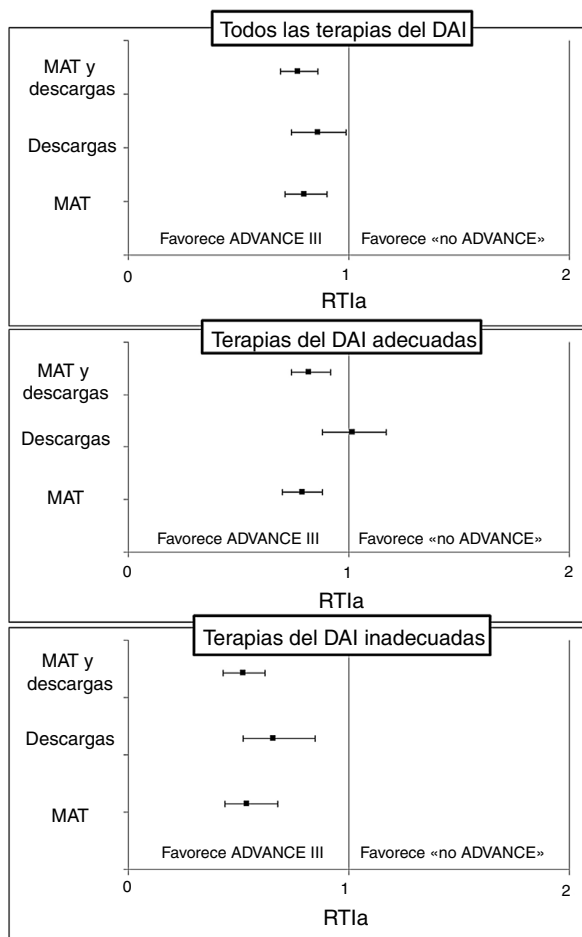 Todos las terapias del DAI
MAT y
descargas
Descargas
MAT
Favorece ADVANCE III
Favorece «no ADVANCE»
0
1
2
RTIa
Terapias del DAI adecuadas
MAT y
descargas
Descargas
MAT
Favorece ADVANCE III
Favorece «no ADVANCE»
0
1
2
RTIa
Terapias del DAI inadecuadas
MAT y
descargas
Descargas
MAT
Favorece ADVANCE III
Favorece «no ADVANCE»
0
1
2
RTIa